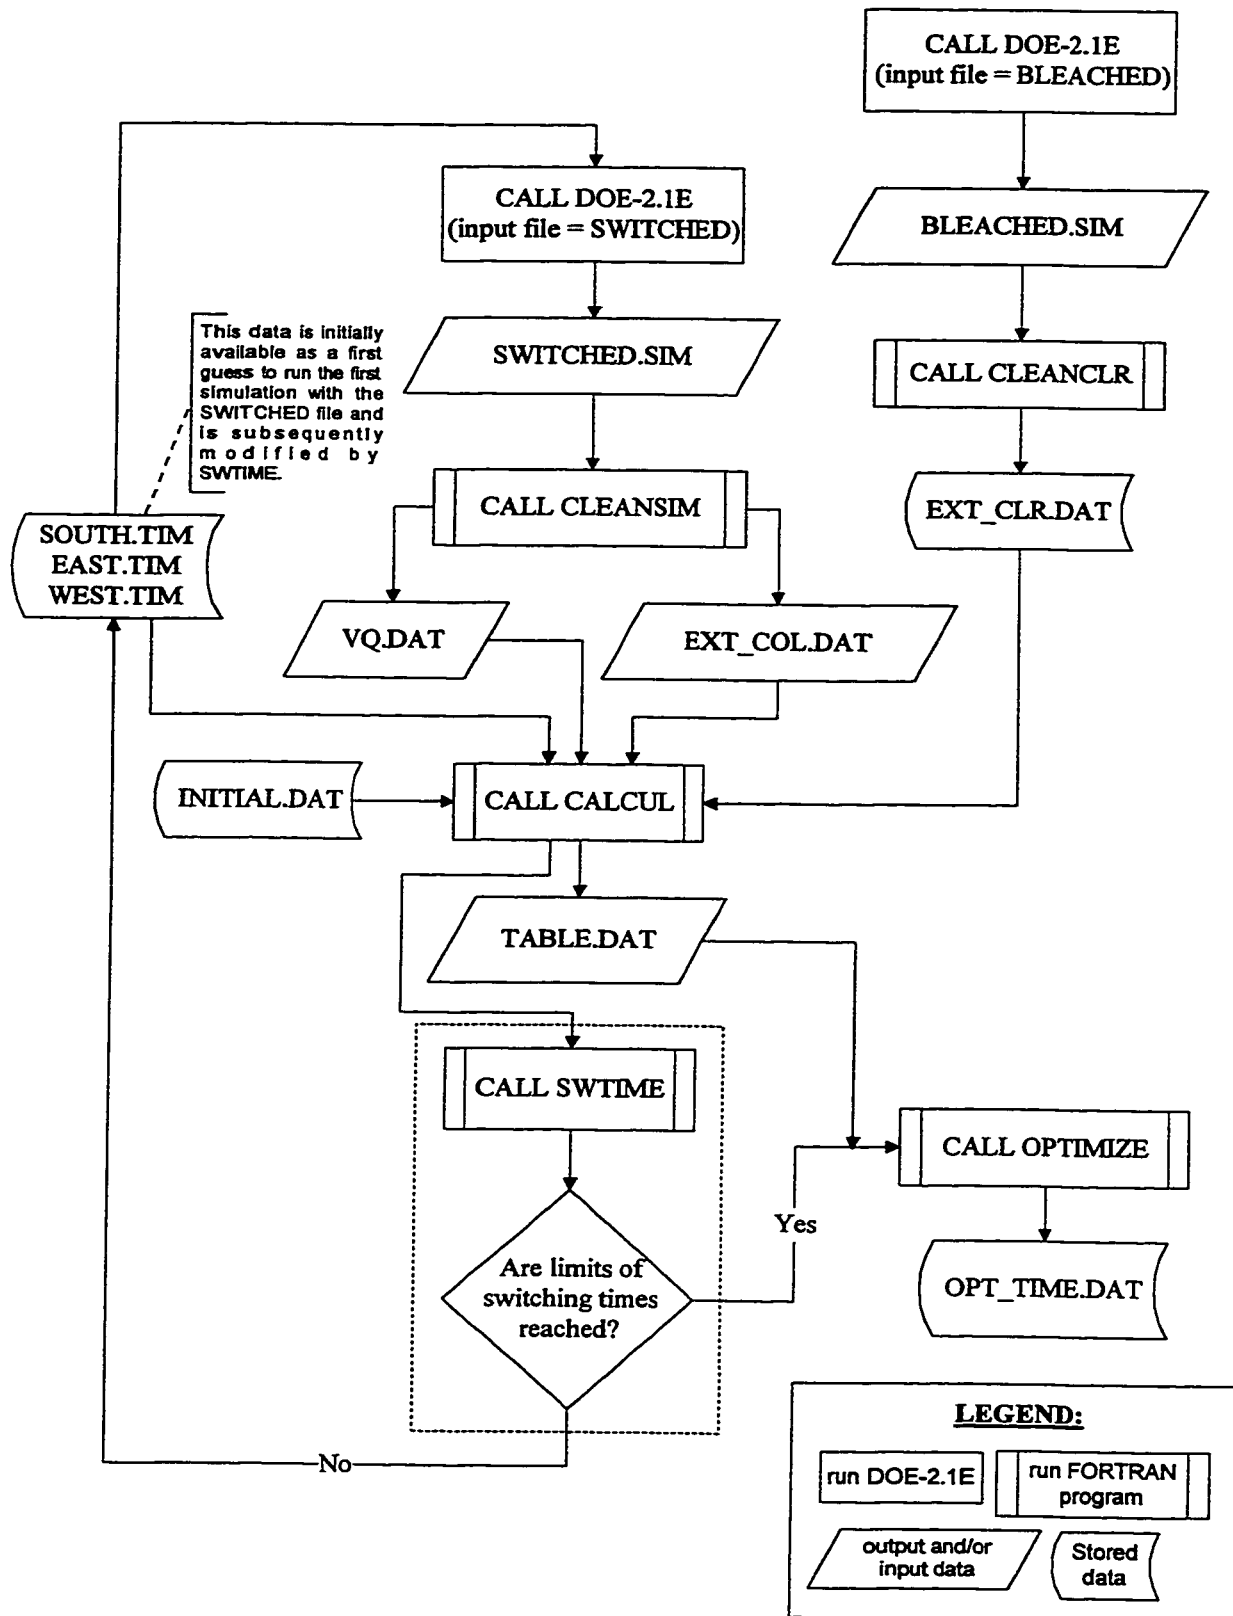 CALL DOE-2.1E
(input file = BLEACHED)
CALL DOE-2.1E
(input file = SWITCHED)
BLEACHED.SIM
This data is initially
available as a first
guess to run the first
simulation with the
SWITCHED file and
is subsequently
modified by
SWTIME.
SWITCHED.SIM
CALL CLEANCLR
CALL CLEANSIM
EXT_CLR.DAT
SOUTH.TIM
EAST.TIM
WEST.TIM
VQ.DAT
EXT_COL.DAT
INITIAL.DAT
CALL CALCUL
TABLE.DAT
CALL SWTIME
CALL OPTIMIZE
Yes
Are limits of
switching times
reached?
OPT_TIME.DAT
No
LEGEND:
run DOE-2.1E
run FORTRAN
program
output and/or
input data
Stored
data